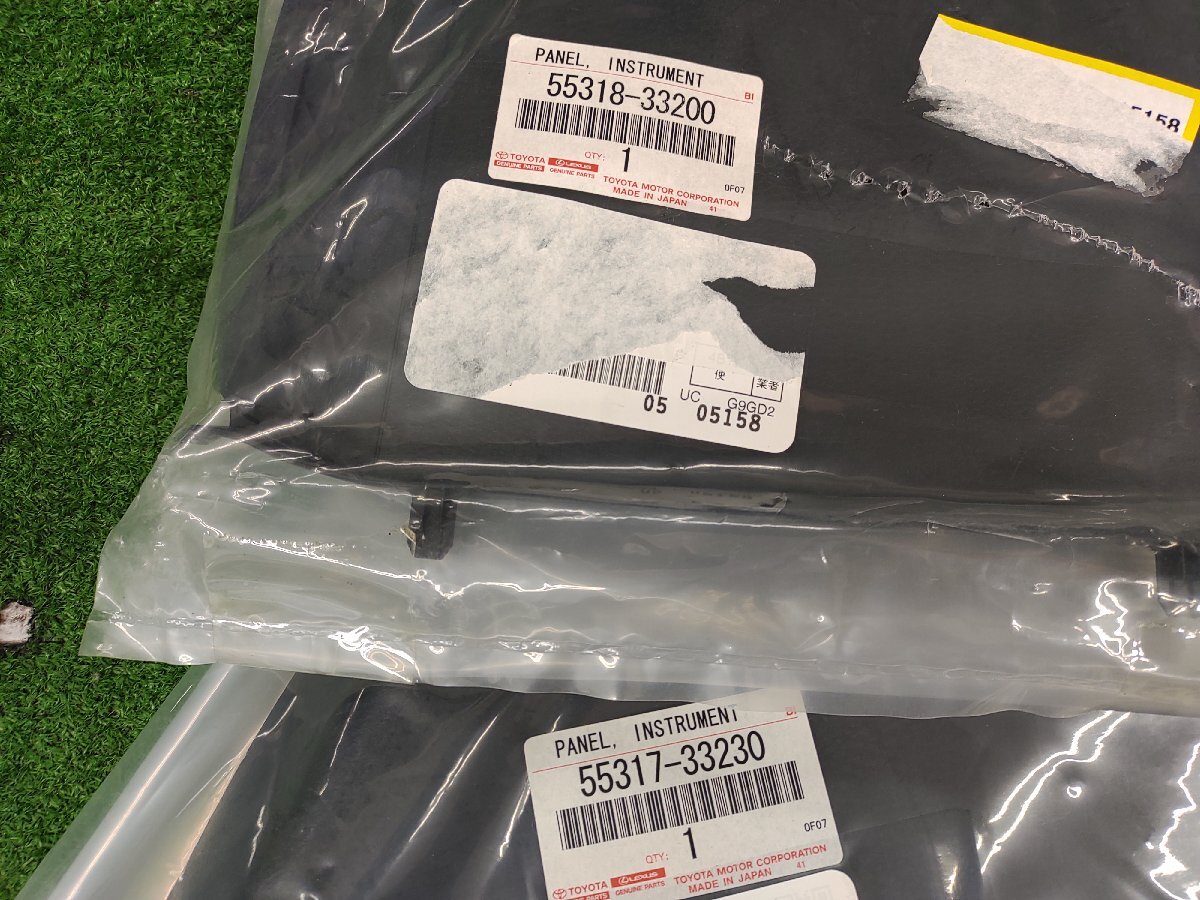 PANEL, INSTRUMENT
BI
55318-33200
QTY: 1
TOYOTA LEXUS
GENUINE PARTS GENUINE PARTS
0F07
TOYOTA MOTOR CORPORATION
MADE IN JAPAN 41
5158
便 業者
UC G9GD2
05 05158
PANEL, INSTRUMENT
BI
55317-33230
QTY: 1
0F07
TOYOTA LEXUS
GENUINE PARTS GENUINE PARTS
TOYOTA MOTOR CORPORATION
MADE IN JAPAN 41